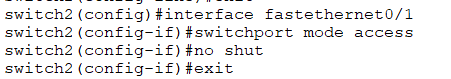 switch2(config)#interface fastethernet0/1
switch2(config-if)#switchport mode access
switch2(config-if)#no shut
switch2(config-if)#exit